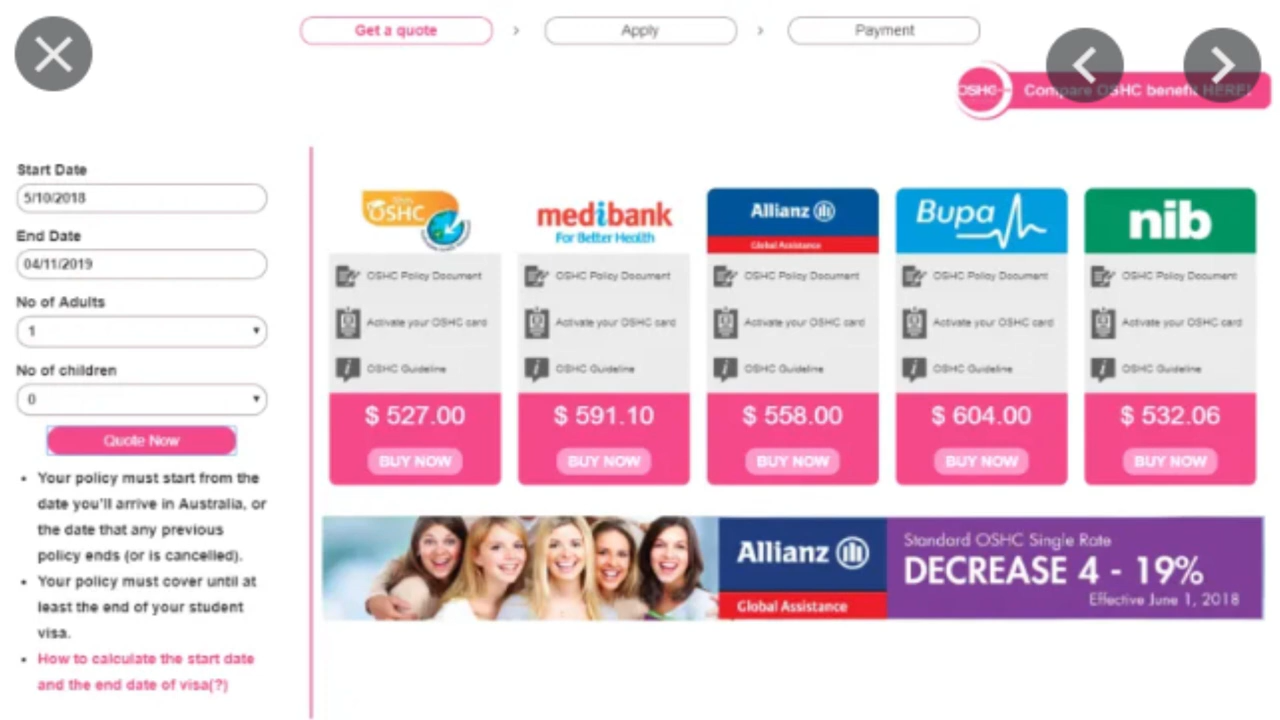 Get a quote
Apply
Payment
OSHC
Compare OSHC benefit HERE!
Start Date
5/10/2018
End Date
04/11/2019
No of Adults
1
No of children
0
Quote Now
• Your policy must start from the
date you'll arrive in Australia, or
the date that any previous
policy ends (or is cancelled).
• Your policy must cover until at
least the end of your student
visa.
• How to calculate the start date
and the end date of visa(?)
OSHC
OSHC Policy Document
Activate your OSHC card
OSHC Guideline
$ 527.00
BUY NOW
medibank
For Better Health
OSHC Policy Document
Activate your OSHC card
OSHC Guideline
$ 591.10
BUY NOW
Allianz
Global Assistance
OSHC Policy Document
Activate your OSHC card
OSHC Guideline
$ 558.00
BUY NOW
Bupa
OSHC Policy Document
Activate your OSHC card
OSHC Guideline
$ 604.00
BUY NOW
nib
OSHC Policy Document
Activate your OSHC card
OSHC Guideline
$ 532.06
BUY NOW
Allianz
Global Assistance
Standard OSHC Single Rate
DECREASE 4 - 19%
Effective June 1, 2018